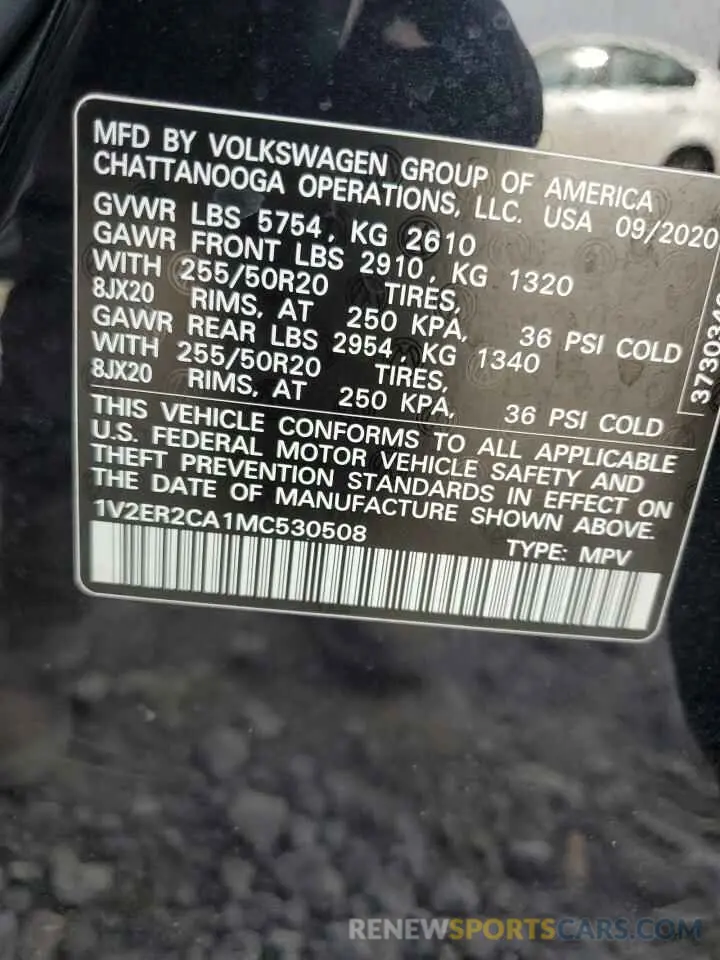 MFD BY VOLKSWAGEN GROUP OF AMERICA
CHATTANOOGA OPERATIONS, LLC. USA 09/2020
GVWR LBS 5754, KG 2610
GAWR FRONT LBS 2910, KG 1320
WITH 255/50R20 TIRES,
8JX20 RIMS, AT 250 KPA, 36 PSI COLD
GAWR REAR LBS 2954, KG 1340
WITH 255/50R20 TIRES,
8JX20 RIMS, AT 250 KPA, 36 PSI COLD
THIS VEHICLE CONFORMS TO ALL APPLICABLE
U.S. FEDERAL MOTOR VEHICLE SAFETY AND
THEFT PREVENTION STANDARDS IN EFFECT ON
THE DATE OF MANUFACTURE SHOWN ABOVE.
1V2ER2CA1MC530508 TYPE: MPV
RENEWSPORTSCARS.COM